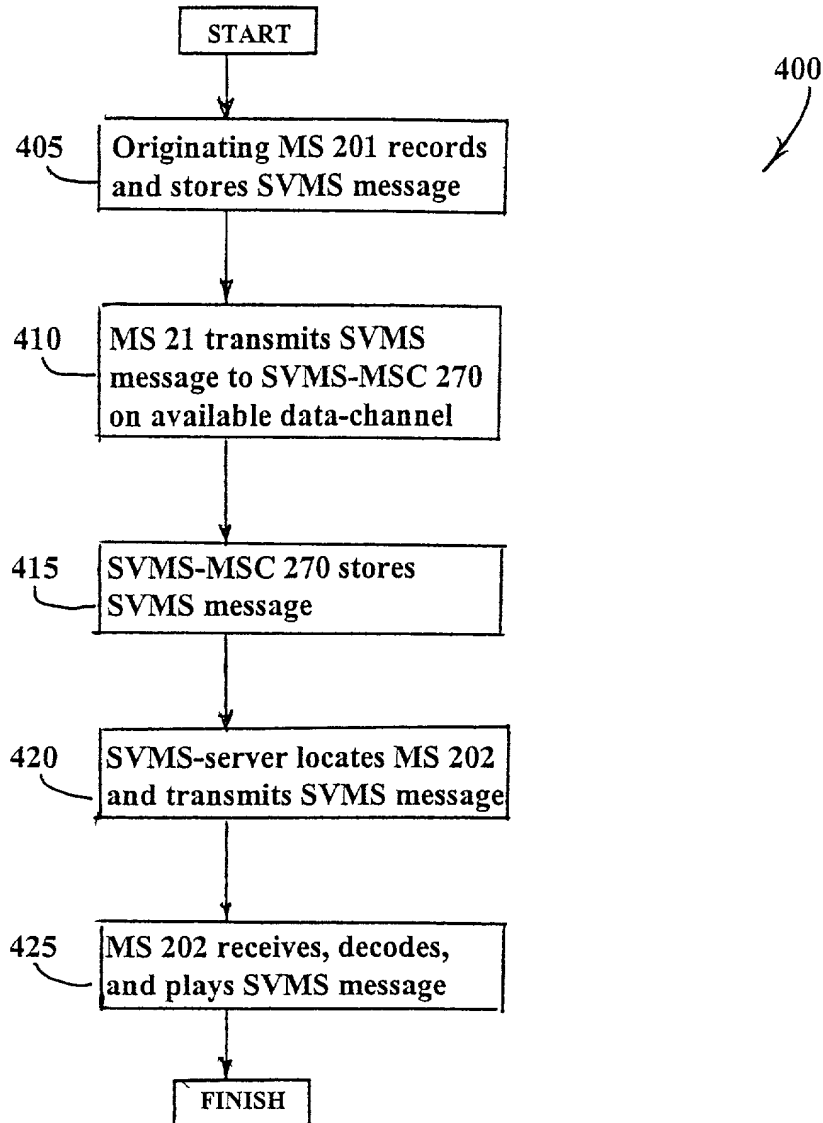 START
400
405
Originating MS 201 records
and stores SVMS message
410
MS 21 transmits SVMS
message to SVMS-MSC 270
on available data-channel
415
SVMS-MSC 270 stores
SVMS message
420
SVMS-server locates MS 202
and transmits SVMS message
425
MS 202 receives, decodes,
and plays SVMS message
FINISH